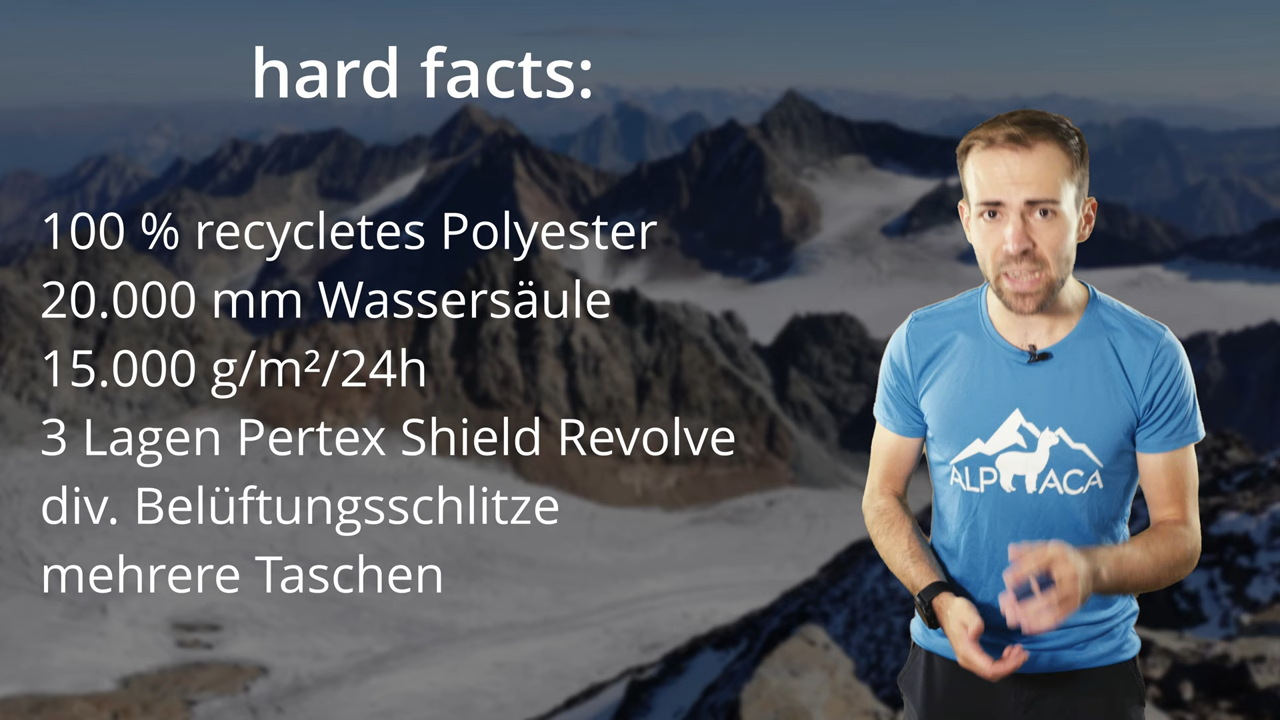 hard facts:
100 % recycletes Polyester
20.000 mm Wassersäule
15.000 g/m²/24h
3 Lagen Pertex Shield Revolve
div. Belüftungsschlitze
mehrere Taschen
ALPACA